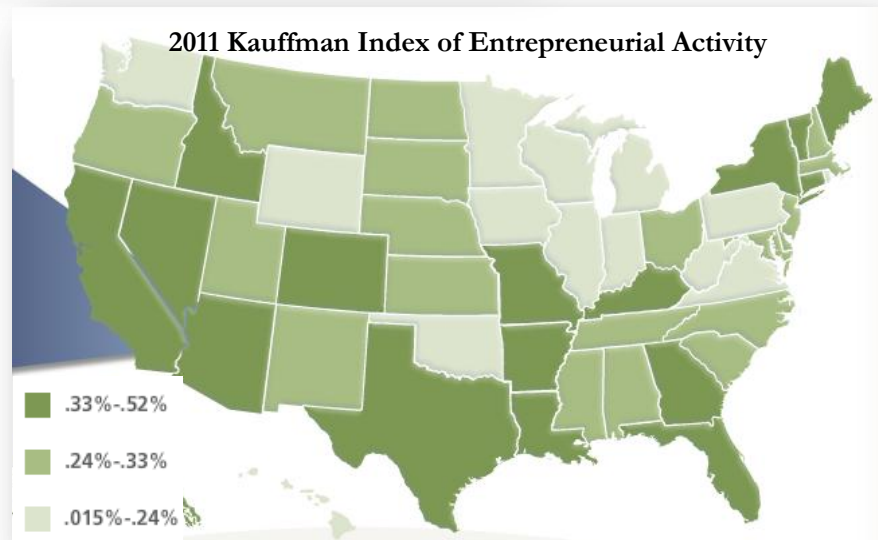 2011 Kauffman Index of Entrepreneurial Activity
.33%-.52%
.24%-.33%
.015%-.24%